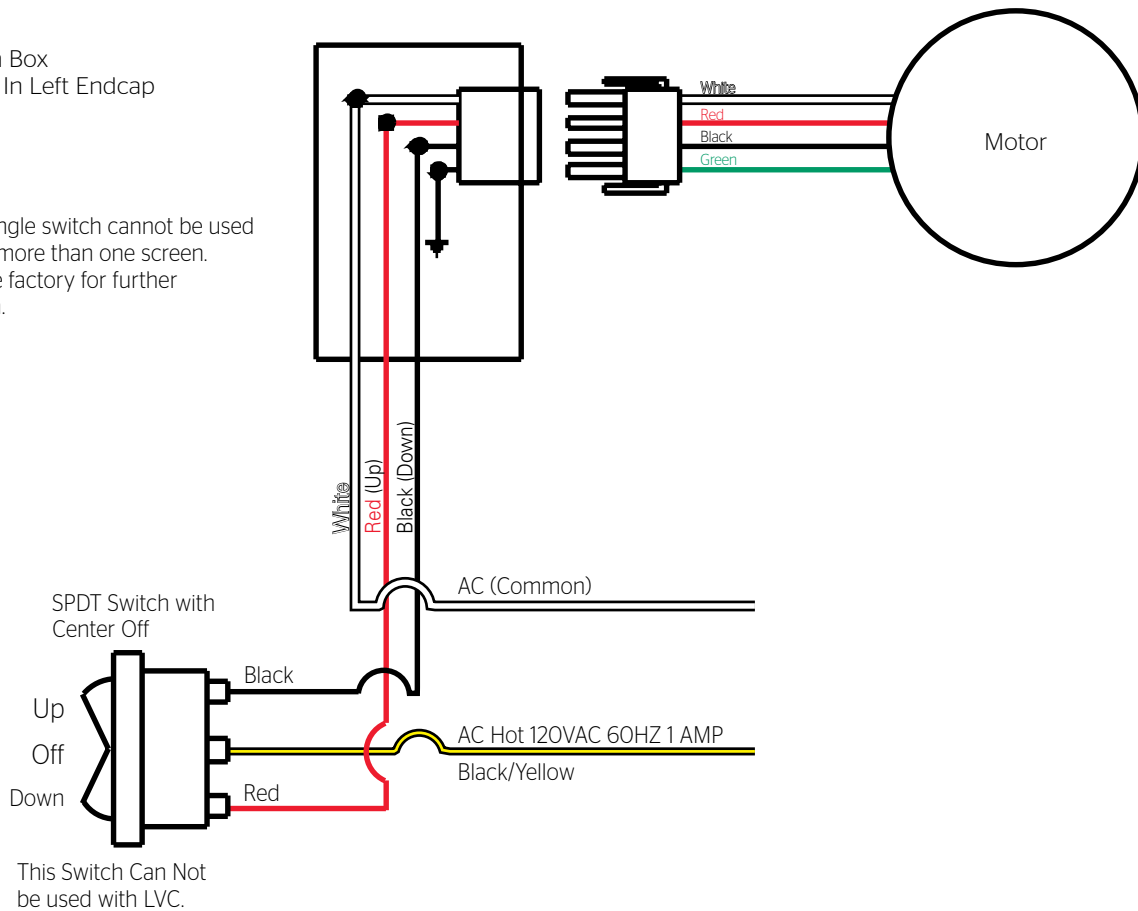 Box
In Left Endcap
switch cannot be used
more than one screen.
factory for further
White
Red
Black
Green
Motor
White
Red (Up)
Black (Down)
AC (Common)
SPDT Switch with
Center Off
Black
Up
Off
AC Hot 120VAC 60HZ 1 AMP
Black/Yellow
Down
Red
This Switch Can Not
be used with LVC.